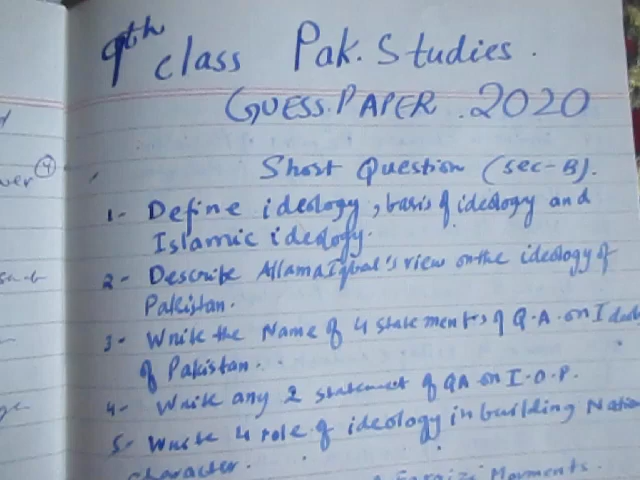 9th class Pak. Studies.
GUESS.PAPER.2020
Short Question (sec-B).
1- Define ideology, basis of ideology and
Islamic ideology.
2- Describe Allama Iqbal's view on the ideology of
Pakistan.
3- Write the Name of 4 statements of Q.A. on
of Pakistan.
4- Write any 2 statement of QA on I.O.P.
5- Write 4 role of ideology in building
character.